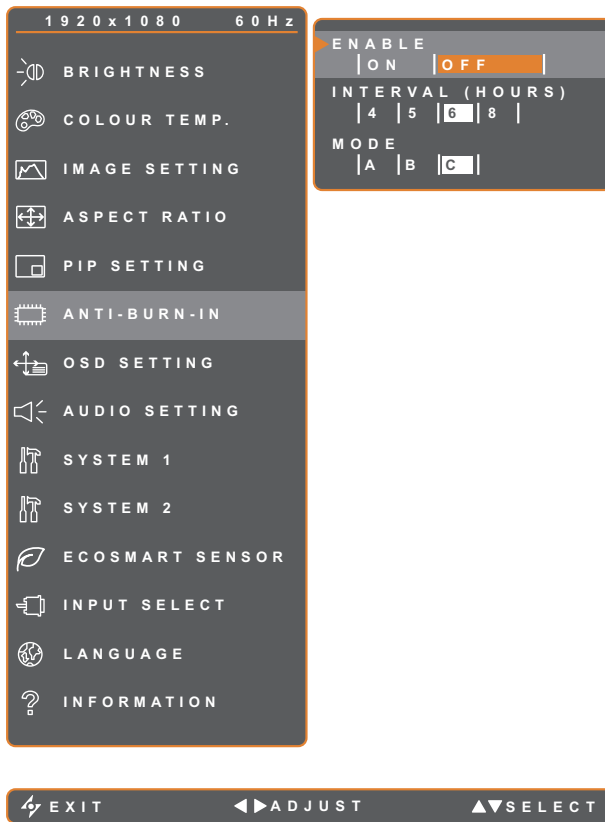 1920x1080 60Hz
BRIGHTNESS
COLOUR TEMP.
IMAGE SETTING
ASPECT RATIO
PIP SETTING
ANTI-BURN-IN
OSD SETTING
AUDIO SETTING
SYSTEM 1
SYSTEM 2
ECOSMART SENSOR
INPUT SELECT
LANGUAGE
INFORMATION
ENABLE
ON OFF
INTERVAL (HOURS)
4 5 6 8
MODE
A B C
EXIT ADJUST SELECT